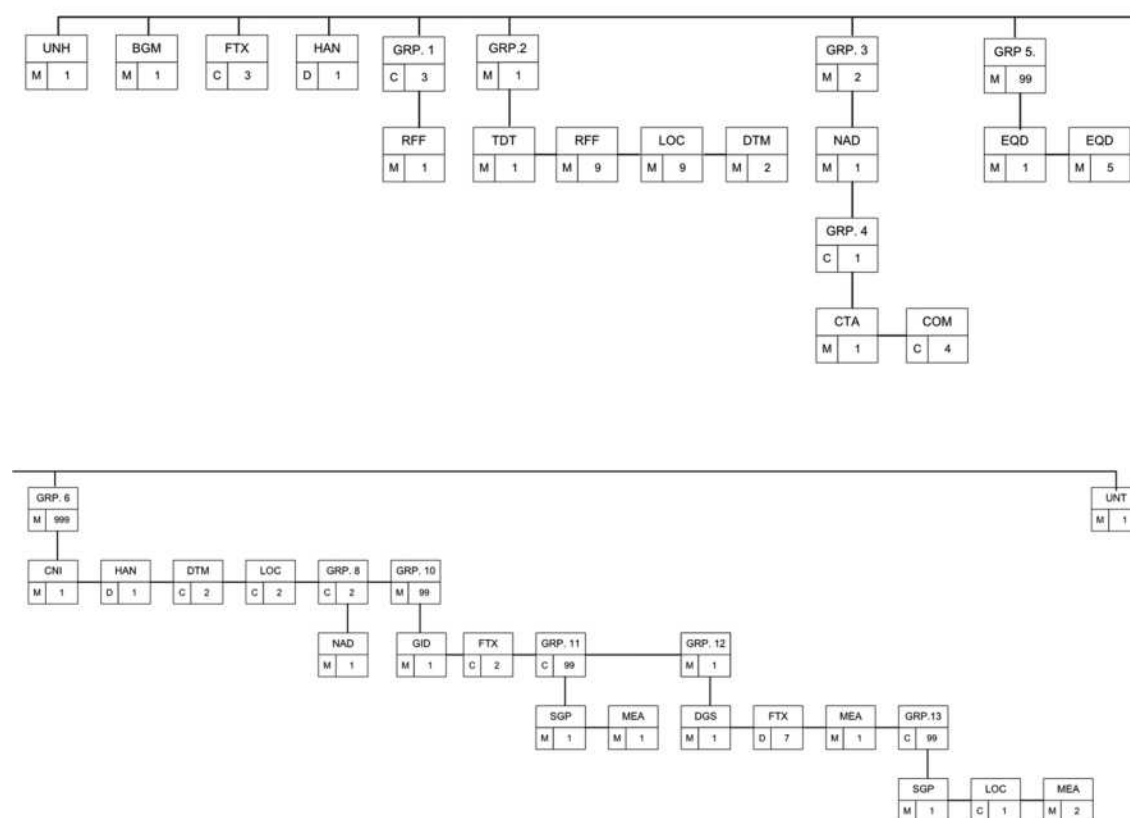 UNH BGM FTX HAN GRP. 1 GRP.2 GRP. 3 GRP 5.
M 1 M 1 C 3 D 1 C 3 M 1 M 2 M 99
RFF TDT RFF LOC DTM NAD EQD EQD
M 1 M 1 M 9 M 9 M 2 M 1 M 1 M 5
GRP. 4
C 1
CTA COM
M 1 C 4
GRP. 6 UNT
M 999 M 1
CNI HAN DTM LOC GRP. 8 GRP. 10
M 1 D 1 C 2 C 2 C 2 M 99
NAD GID FTX GRP. 11 GRP. 12
M 1 M 1 C 2 C 99 M 1
SGP MEA DGS FTX MEA GRP.13
M 1 M 1 M 1 D 7 M 1 C 99
SGP LOC MEA
M 1 C 1 M 2